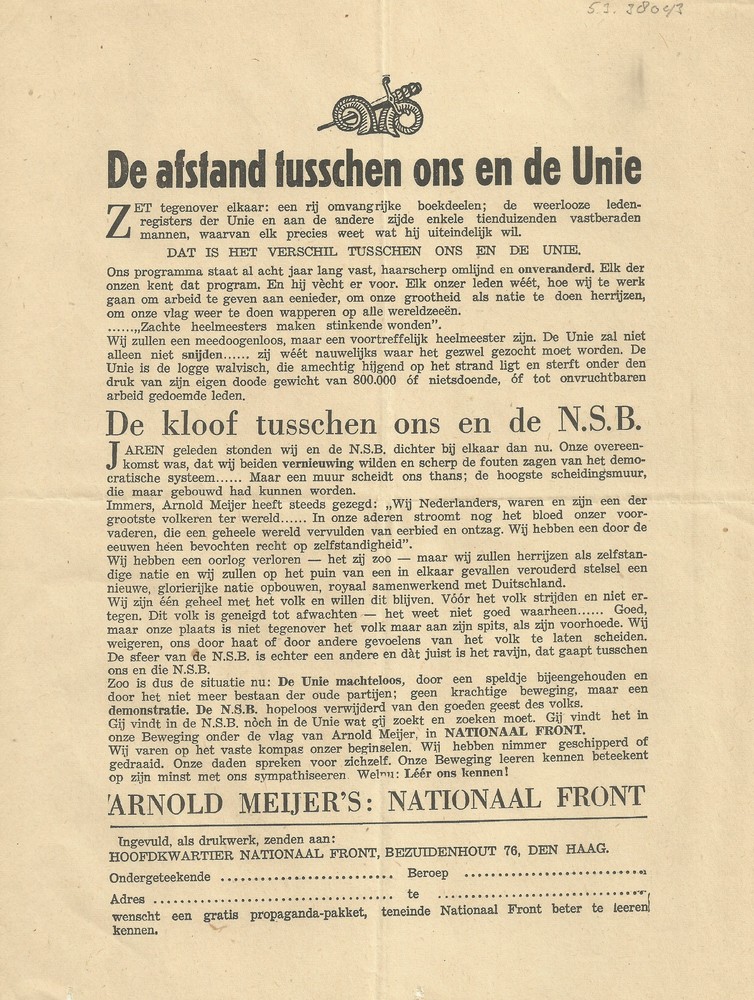 53. 38043
De afstand tusschen ons en de Unie
ZET tegenover elkaar: een rij omvangrijke boekdeelen; de weerlooze leden-
registers der Unie en aan de andere zijde enkele tienduizenden vastberaden
mannen, waarvan elk precies weet wat hij uiteindelijk wil.
DAT IS HET VERSCHIL TUSSCHEN ONS EN DE UNIE.
Ons programma staat al acht jaar lang vast, haarscherp omlijnd en onveranderd. Elk der
onzen kent dat program. En hij vècht er voor. Elk onzer leden wéét, hoe wij te werk
gaan om arbeid te geven aan eenieder, om onze grootheid als natie te doen herrijzen,
om onze vlag weer te doen wapperen op alle wereldzeeën.
......„Zachte heelmeesters maken stinkende wonden”.
Wij zullen een meedoogenloos, maar een voortreffelijk heelmeester zijn. De Unie zal niet
alleen niet snijden...... zij wéét nauwelijks waar het gezwel gezocht moet worden. De
Unie is de logge walvisch, die amechtig hijgend op het strand ligt en sterft onder den
druk van zijn eigen doode gewicht van 800.000 óf nietsdoende, óf tot onvruchtbaren
arbeid gedoemde leden.
De kloof tusschen ons en de N.S.B.
JAREN geleden stonden wij en de N.S.B. dichter bij elkaar dan nu. Onze overeen-
komst was, dat wij beiden vernieuwing wilden en scherp de fouten zagen van het demo-
cratische systeem...... Maar een muur scheidt ons thans; de hoogste scheidingsmuur,
die maar gebouwd had kunnen worden.
Immers, Arnold Meijer heeft steeds gezegd: „Wij Nederlanders, waren en zijn een der
grootste volkeren ter wereld...... In onze aderen stroomt nog het bloed onzer voor-
vaderen, die een geheele wereld vervulden van eerbied en ontzag. Wij hebben een door de
eeuwen heen bevochten recht op zelfstandigheid”.
Wij hebben een oorlog verloren — het zij zoo — maar wij zullen herrijzen als zelfstan-
dige natie en wij zullen op het puin van een in elkaar gevallen verouderd stelsel een
nieuwe, glorierijke natie opbouwen, royaal samenwerkend met Duitschland.
Wij zijn één geheel met het volk en willen dit blijven. Vóór het volk strijden en niet er-
tegen. Dit volk is geneigd tot afwachten — het weet niet goed waarheen...... Goed,
maar onze plaats is niet tegenover het volk maar aan zijn spits, als zijn voorhoede. Wij
weigeren, ons door haat of door andere gevoelens van het volk te laten scheiden.
De sfeer van de N.S.B. is echter een andere en dàt juist is het ravijn, dat gaapt tusschen
ons en die N.S.B.
Zoo is dus de situatie nu: De Unie machteloos, door een speldje bijeengehouden en
door het niet meer bestaan der oude partijen; geen krachtige beweging, maar een
demonstratie. De N.S.B. hopeloos verwijderd van den goeden geest des volks.
Gij vindt in de N.S.B. nòch in de Unie wat gij zoekt en zoeken moet. Gij vindt het in
onze Beweging onder de vlag van Arnold Meijer, in NATIONAAL FRONT.
Wij varen op het vaste kompas onzer beginselen. Wij hebben nimmer geschipperd of
gedraaid. Onze daden spreken voor zichzelf. Onze Beweging leeren kennen beteekent
op zijn minst met ons sympathiseeren. Welnu: Léér ons kennen!
ARNOLD MEIJER'S: NATIONAAL FRONT
Ingevuld, als drukwerk, zenden aan:
HOOFDKWARTIER NATIONAAL FRONT, BEZUIDENHOUT 76, DEN HAAG.
Ondergeteekende .......................... Beroep ............................
Adres .................................... te ................................
wenscht een gratis propaganda-pakket, teneinde Nationaal Front beter te leeren
kennen.